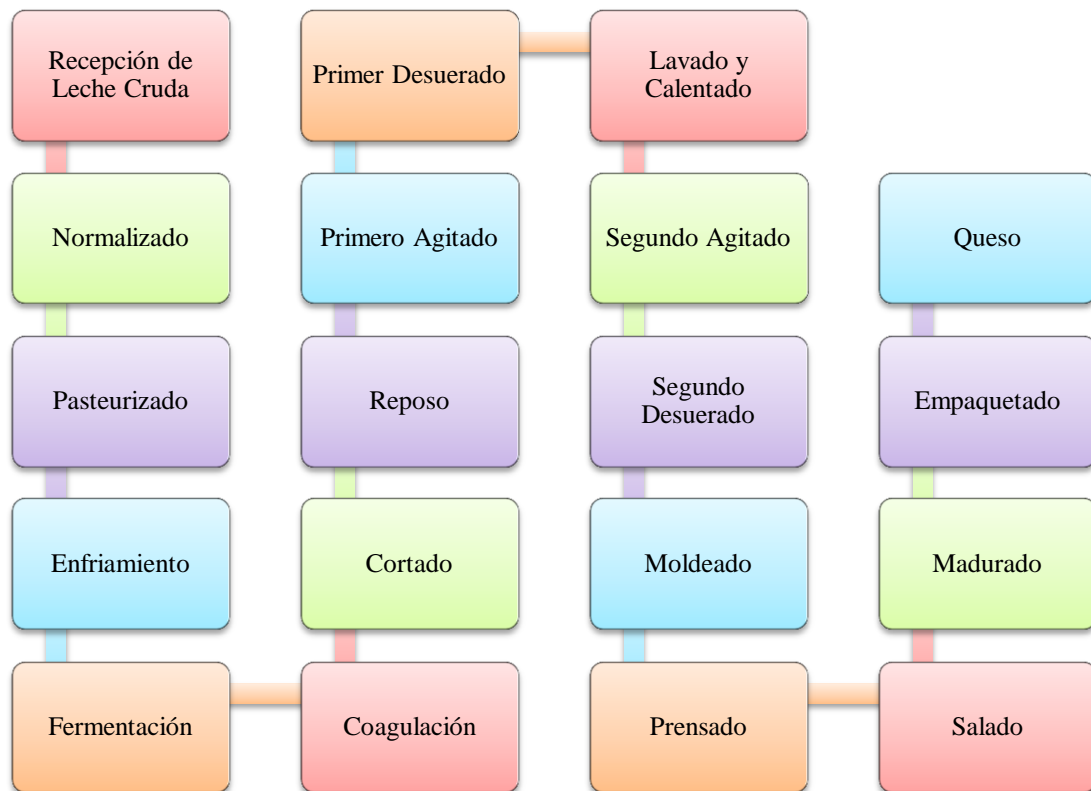 Recepción de
Leche Cruda
Normalizado
Pasteurizado
Enfriamiento
Fermentación
Coagulación
Cortado
Reposo
Primero Agitado
Primer Desuerado
Lavado y
Calentado
Segundo Agitado
Segundo
Desuerado
Moldeado
Prensado
Salado
Madurado
Empaquetado
Queso